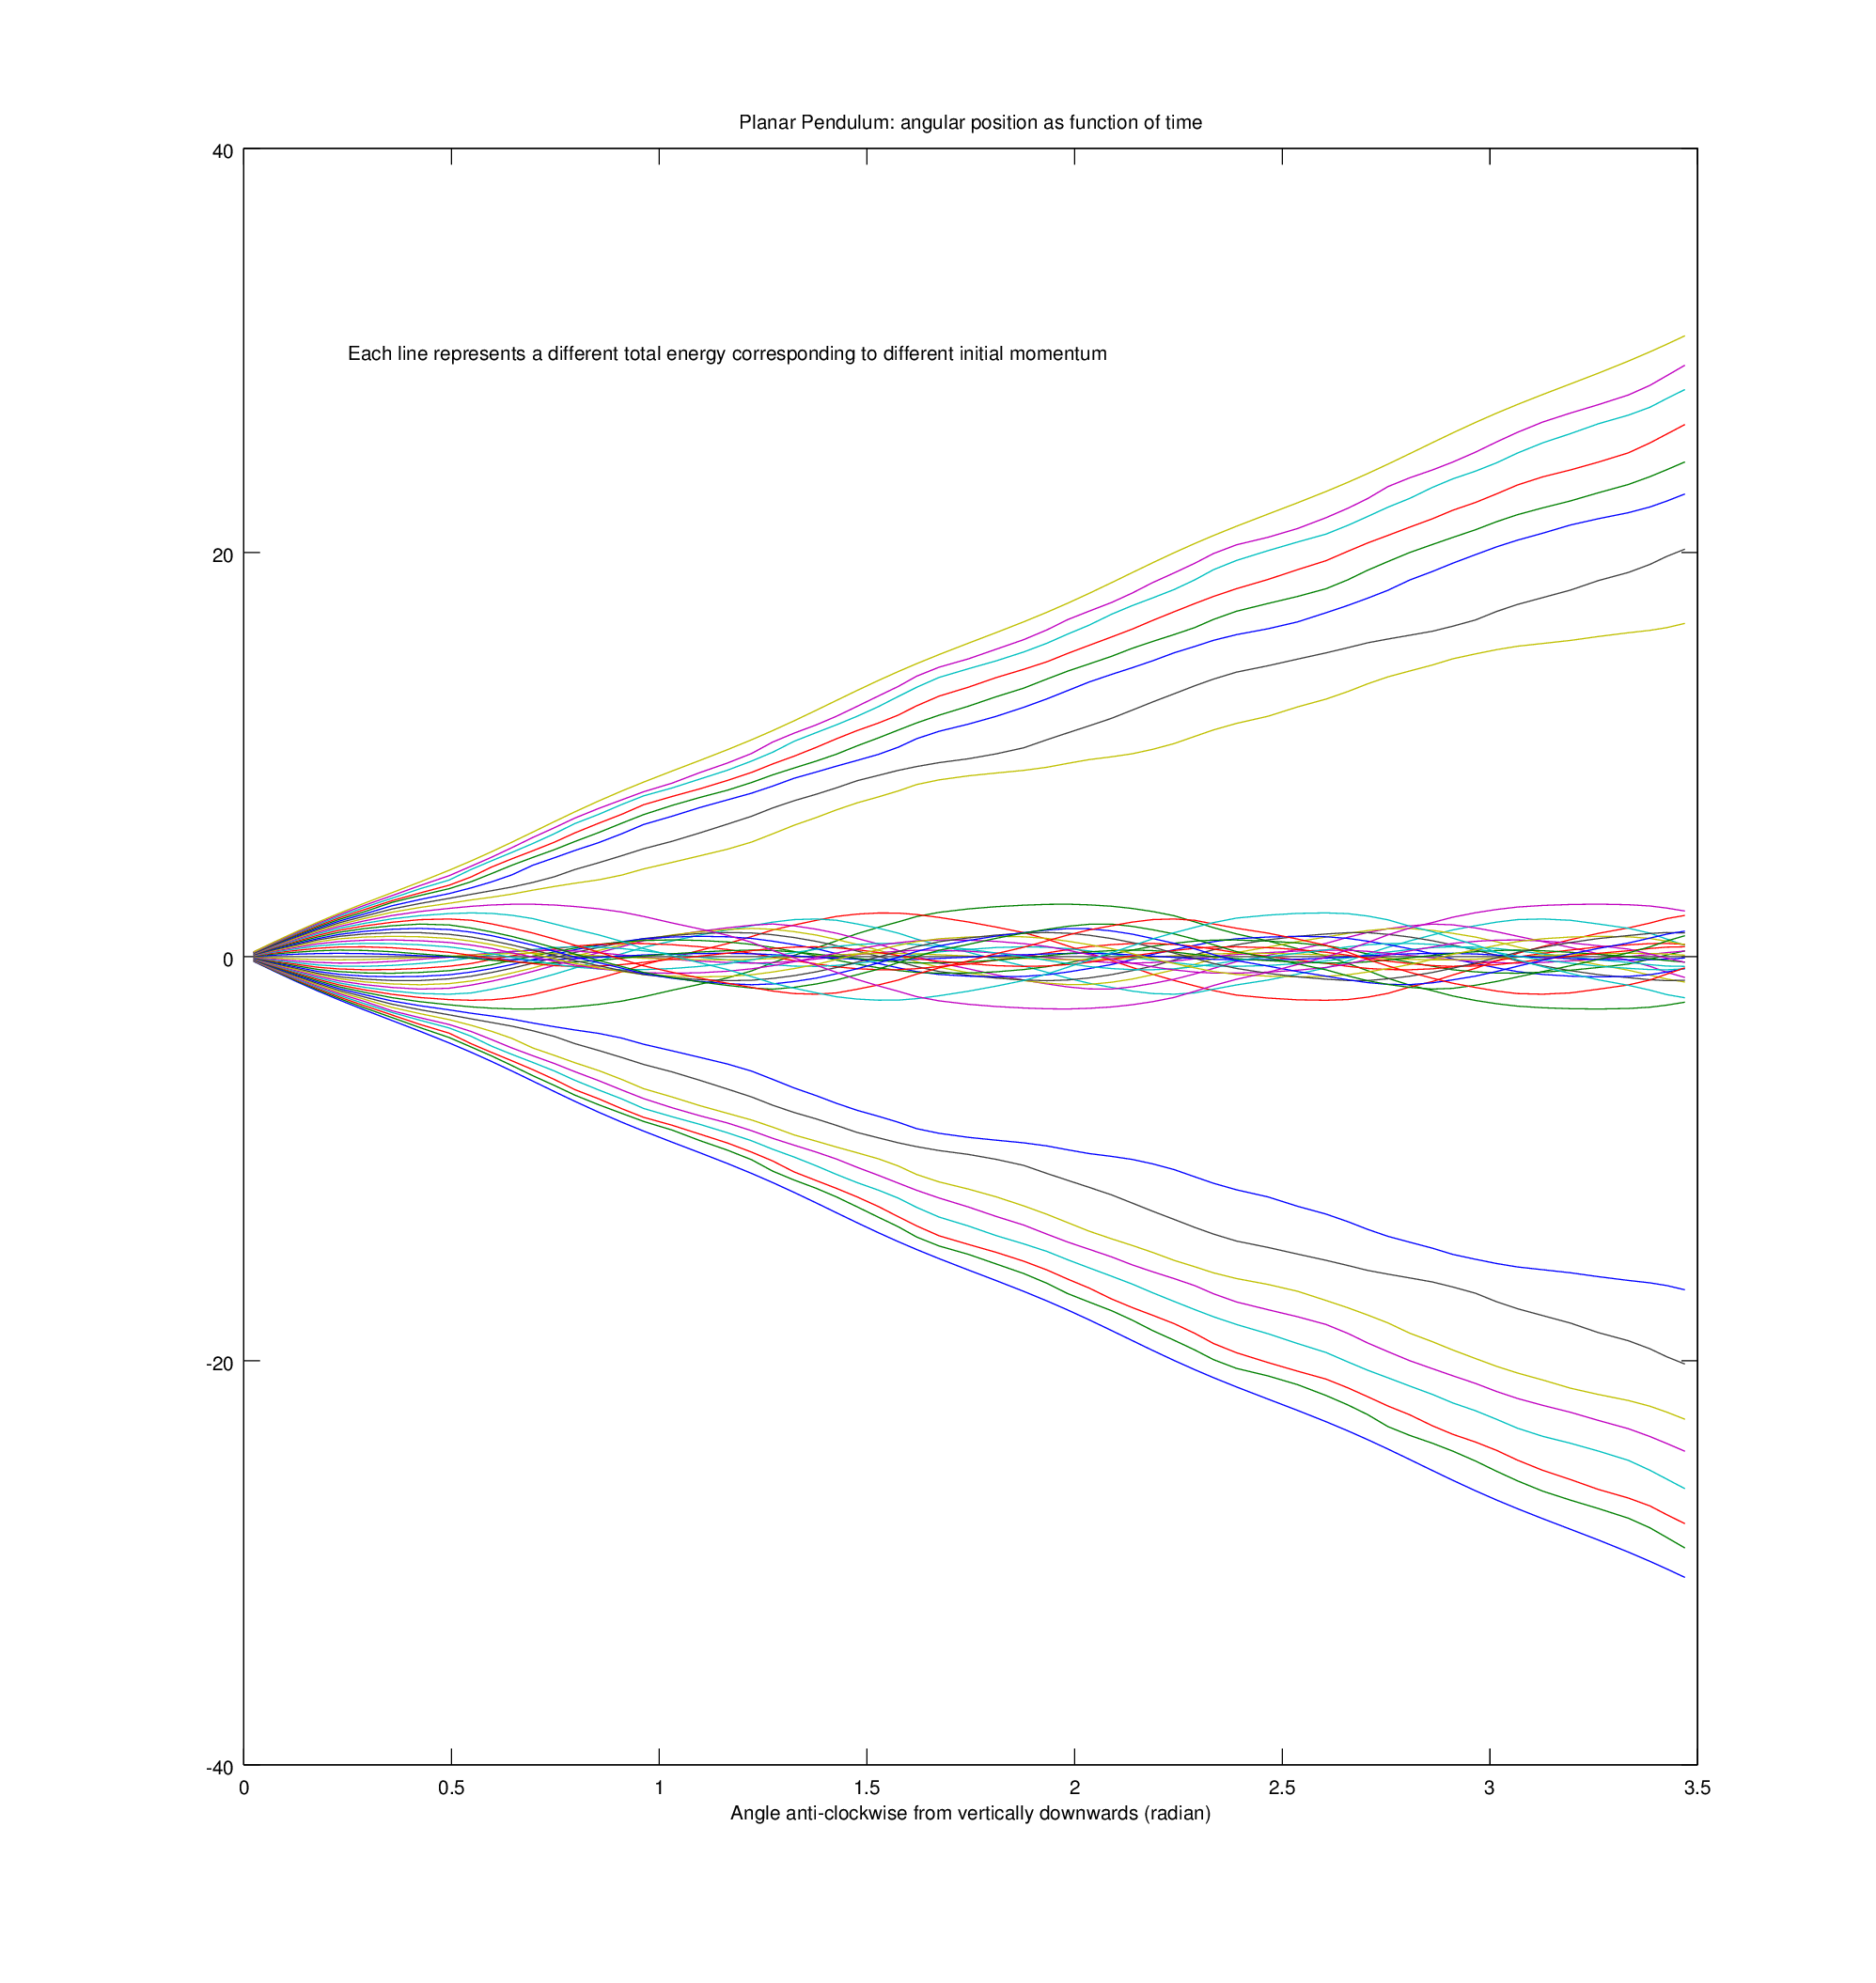 Planar Pendulum: angular position as function of time
40
Each line represents a different total energy corresponding to different initial momentum
20
0
-20
-40
0 0.5 1 1.5 2 2.5 3 3.5
Angle anti-clockwise from vertically downwards (radian)